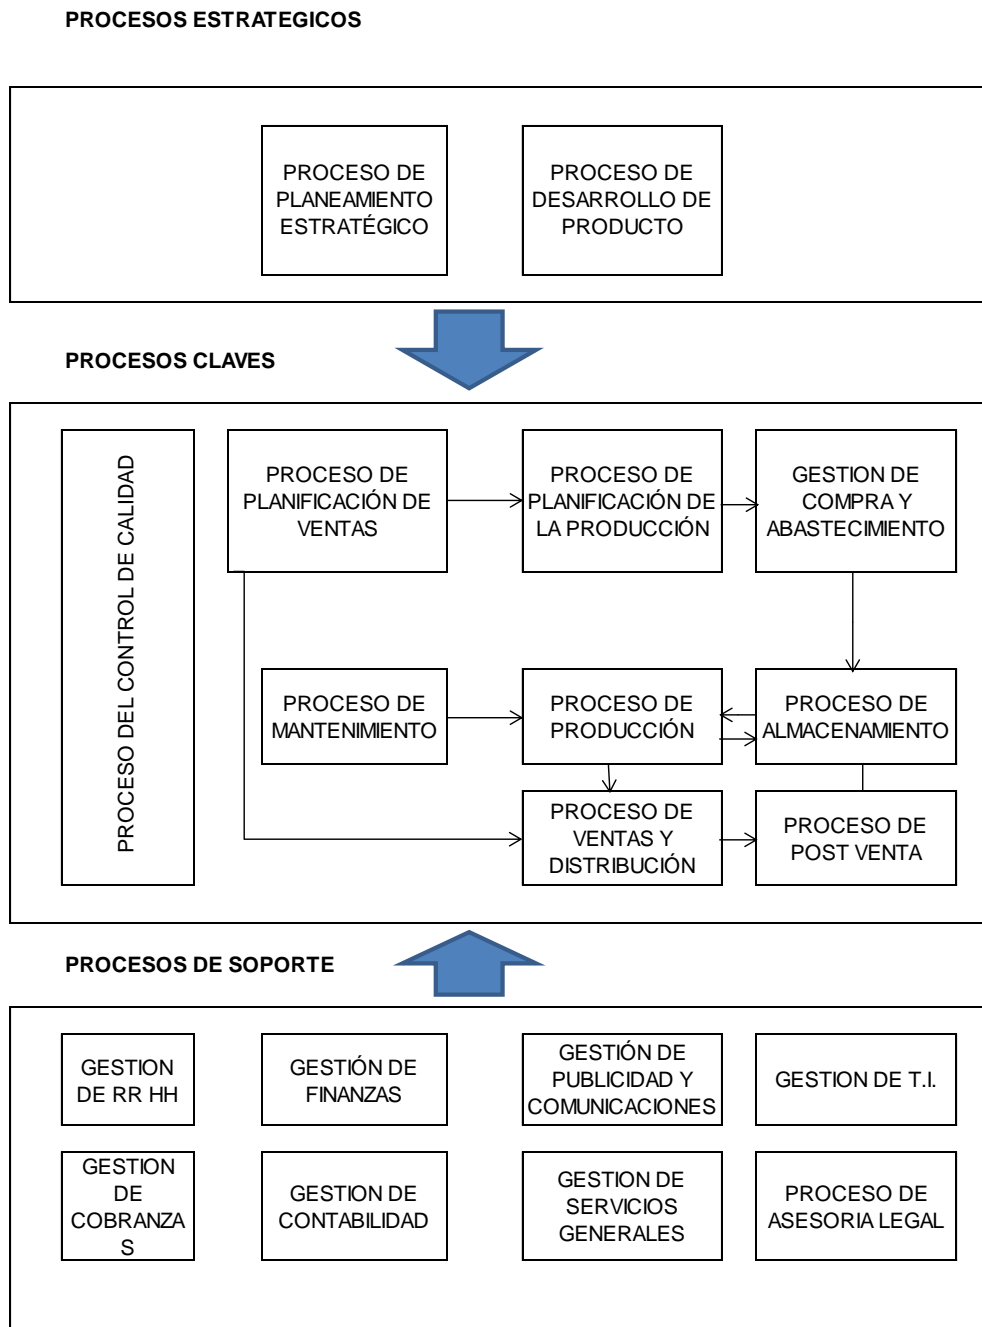 PROCESOS ESTRATEGICOS
PROCESO DE
PLANEAMIENTO
ESTRATÉGICO
PROCESO DE
DESARROLLO DE
PRODUCTO
PROCESOS CLAVES
PROCESO DEL CONTROL DE CALIDAD
PROCESO DE
PLANIFICACIÓN DE
VENTAS
PROCESO DE
PLANIFICACIÓN DE
LA PRODUCCIÓN
GESTION DE
COMPRA Y
ABASTECIMIENTO
PROCESO DE
MANTENIMIENTO
PROCESO DE
PRODUCCIÓN
PROCESO DE
ALMACENAMIENTO
PROCESO DE
VENTAS Y
DISTRIBUCIÓN
PROCESO DE
POST VENTA
PROCESOS DE SOPORTE
GESTION
DE RR HH
GESTIÓN DE
FINANZAS
GESTIÓN DE
PUBLICIDAD Y
COMUNICACIONES
GESTION DE T.I.
GESTION
DE
COBRANZA
S
GESTION DE
CONTABILIDAD
GESTION DE
SERVICIOS
GENERALES
PROCESO DE
ASESORIA LEGAL